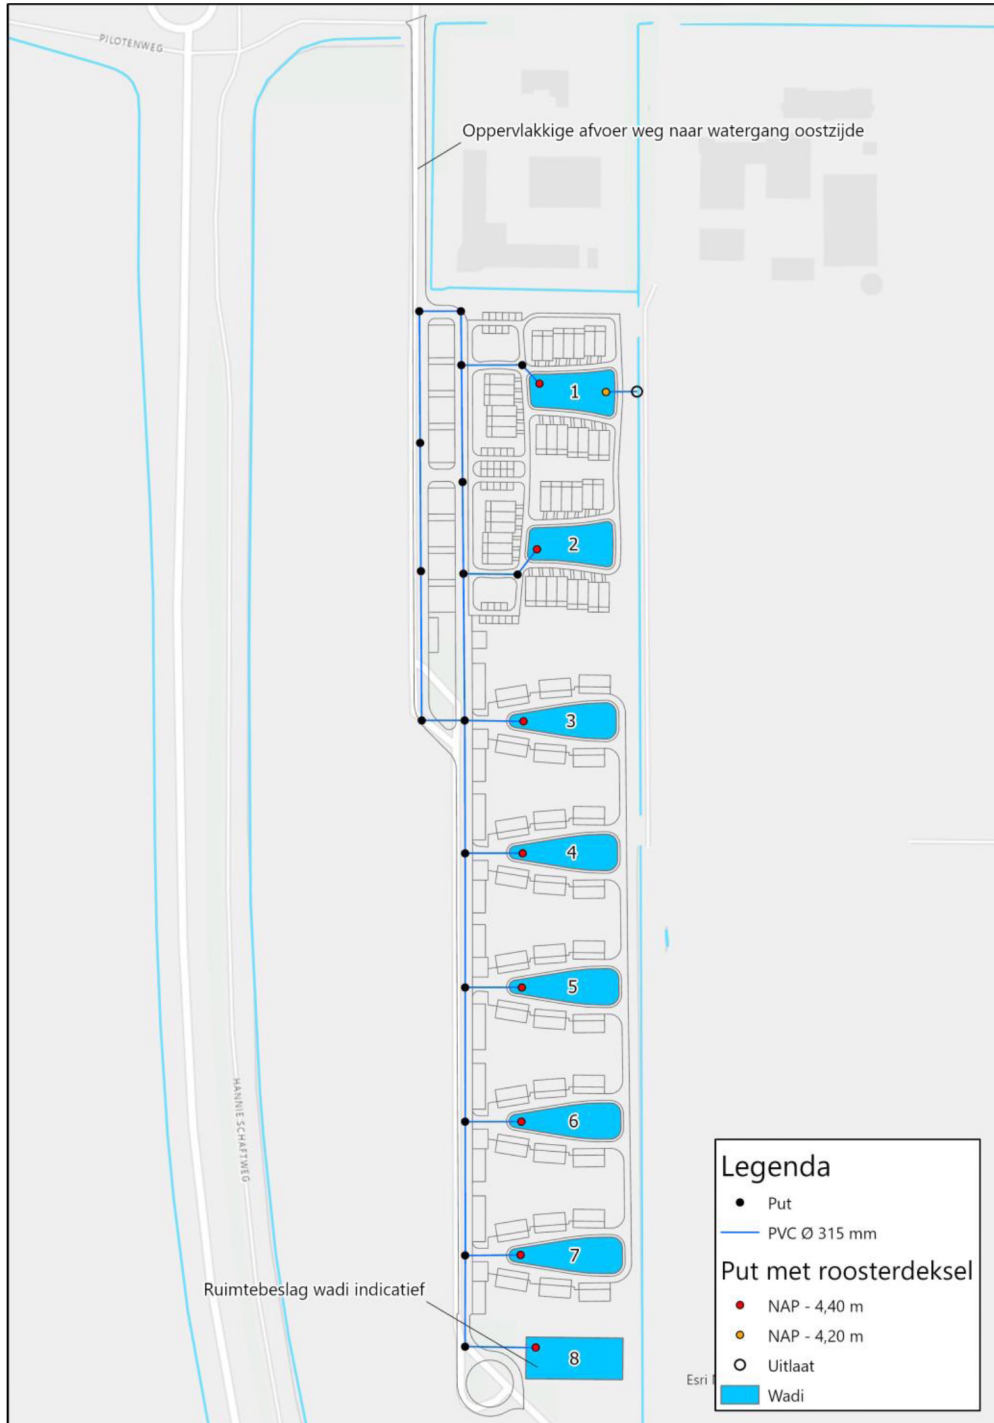 PILOTENWEG
Oppervlakkige afvoer weg naar watergang oostzijde
1
2
3
4
5
6
7
8
HANNIE SCHAFTWEG
Ruimtebeslag wadi indicatief
Esri
Legenda
Put
PVC Ø 315 mm
Put met roosterdeksel
NAP - 4,40 m
NAP - 4,20 m
Uitlaat
Wadi